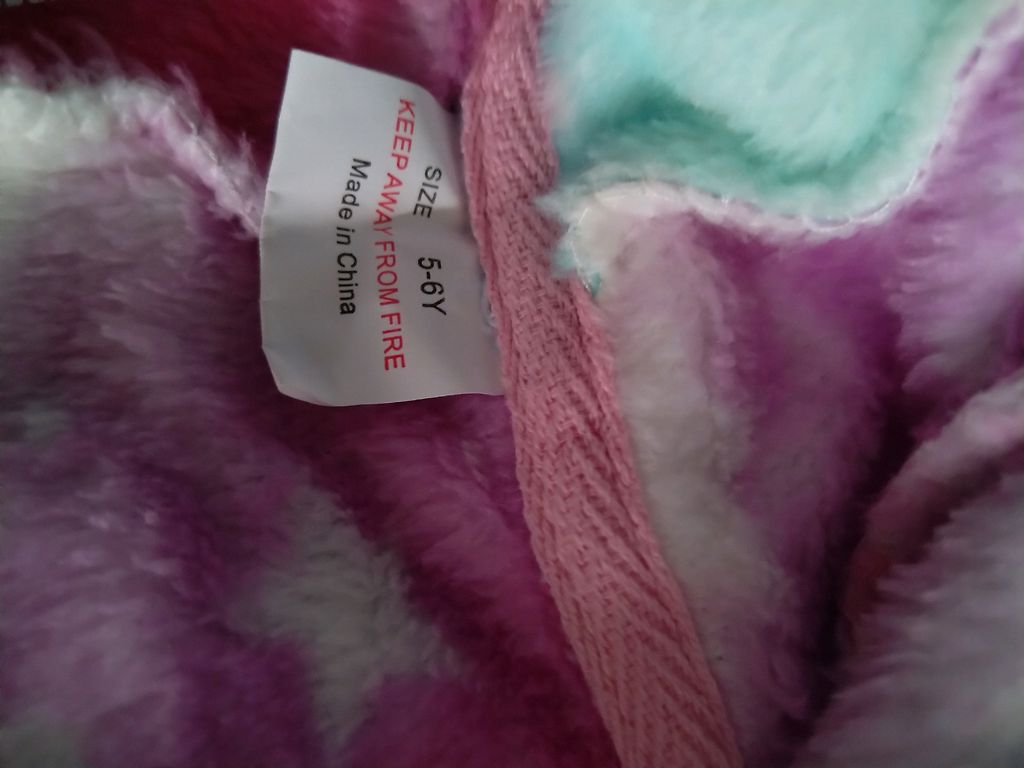 SIZE 5-6Y
KEEP AWAY FROM FIRE
Made in China